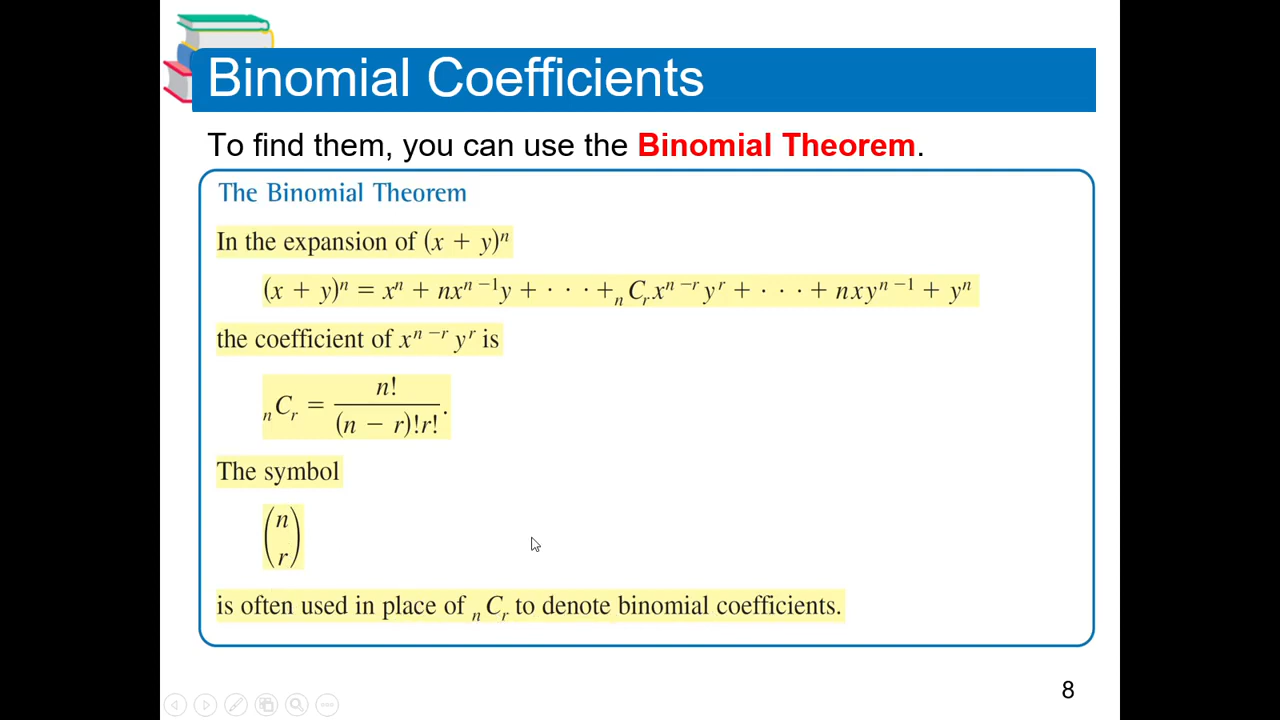 Binomial Coefficients
To find them, you can use the Binomial Theorem.
The Binomial Theorem
In the expansion of (x + y)ⁿ
(x + y)ⁿ = xⁿ + nxⁿ⁻¹y + · · · + ₙCᵣxⁿ⁻ʳyʳ + · · · + nxyⁿ⁻¹ + yⁿ
the coefficient of xⁿ⁻ʳyʳ is
ₙCᵣ = n! / (n − r)!r! .
The symbol
(n
r)
is often used in place of ₙCᵣ to denote binomial coefficients.
8